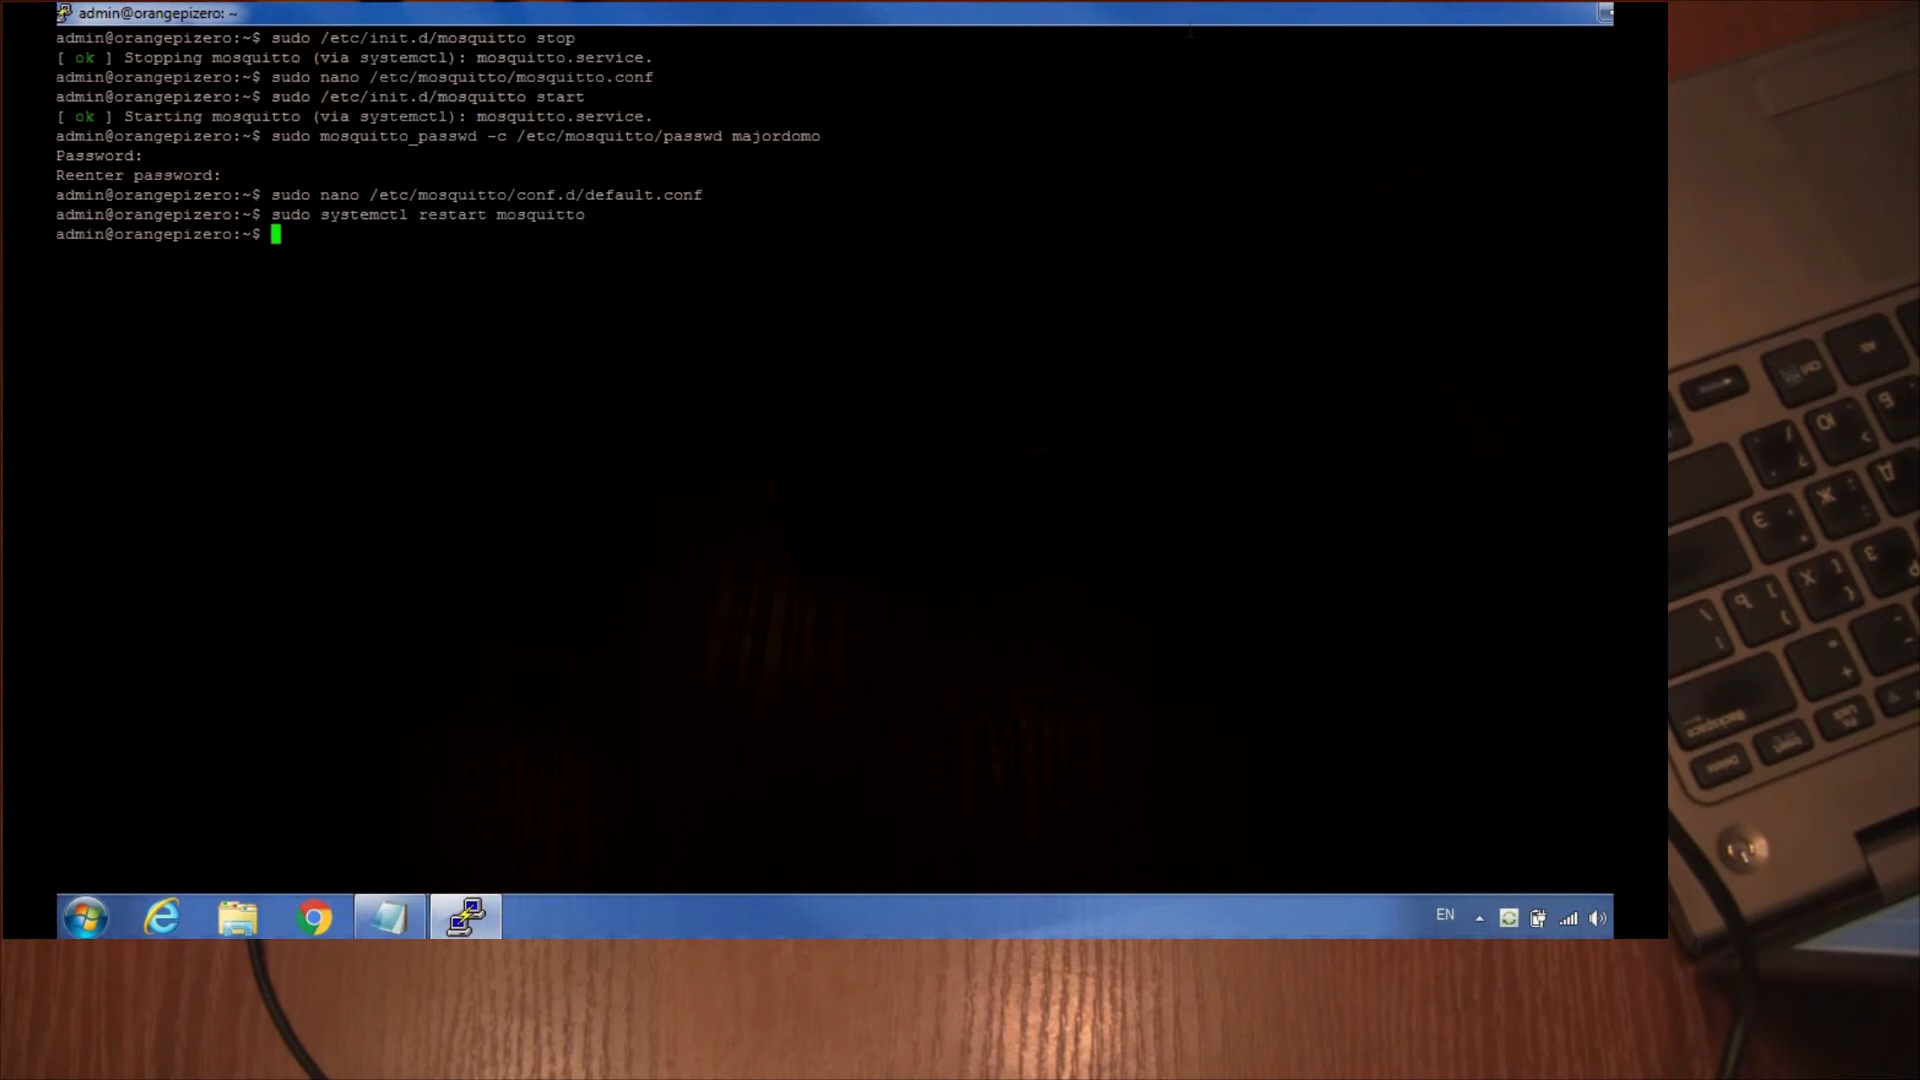 admin@orangepizero: ~
admin@orangepizero:~$ sudo /etc/init.d/mosquitto stop
[ ok ] Stopping mosquitto (via systemctl): mosquitto.service.
admin@orangepizero:~$ sudo nano /etc/mosquitto/mosquitto.conf
admin@orangepizero:~$ sudo /etc/init.d/mosquitto start
[ ok ] Starting mosquitto (via systemctl): mosquitto.service.
admin@orangepizero:~$ sudo mosquitto_passwd -c /etc/mosquitto/passwd majordomo
Password:
Reenter password:
admin@orangepizero:~$ sudo nano /etc/mosquitto/conf.d/default.conf
admin@orangepizero:~$ sudo systemctl restart mosquitto
admin@orangepizero:~$
EN
Backspace
Insert
Delete